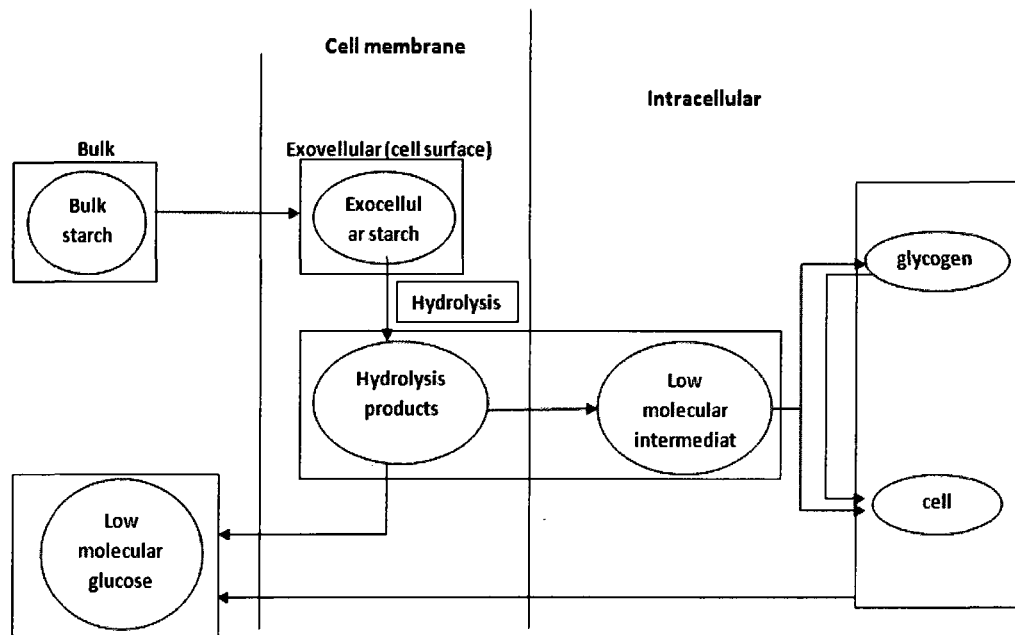 Cell membrane
Intracellular
Bulk
Exovellular (cell surface)
Bulk
starch
Exocellul
ar starch
glycogen
Hydrolysis
Hydrolysis
products
Low
molecular
intermediat
cell
Low
molecular
glucose